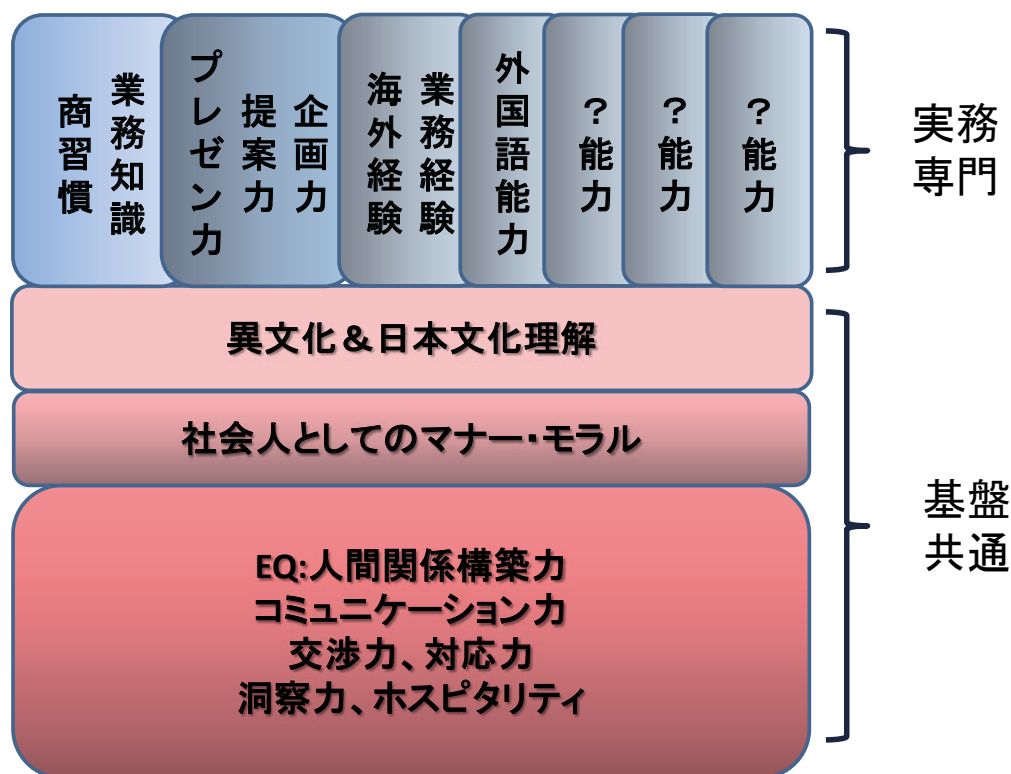 業務知識
商習慣
企画力
提案力
プレゼン力
業務経験
海外経験
外国語能力
?能力
?能力
?能力
実務
専門
異文化&日本文化理解
社会人としてのマナー・モラル
EQ:人間関係構築力
コミュニケーション力
交渉力、対応力
洞察力、ホスピタリティ
基盤
共通